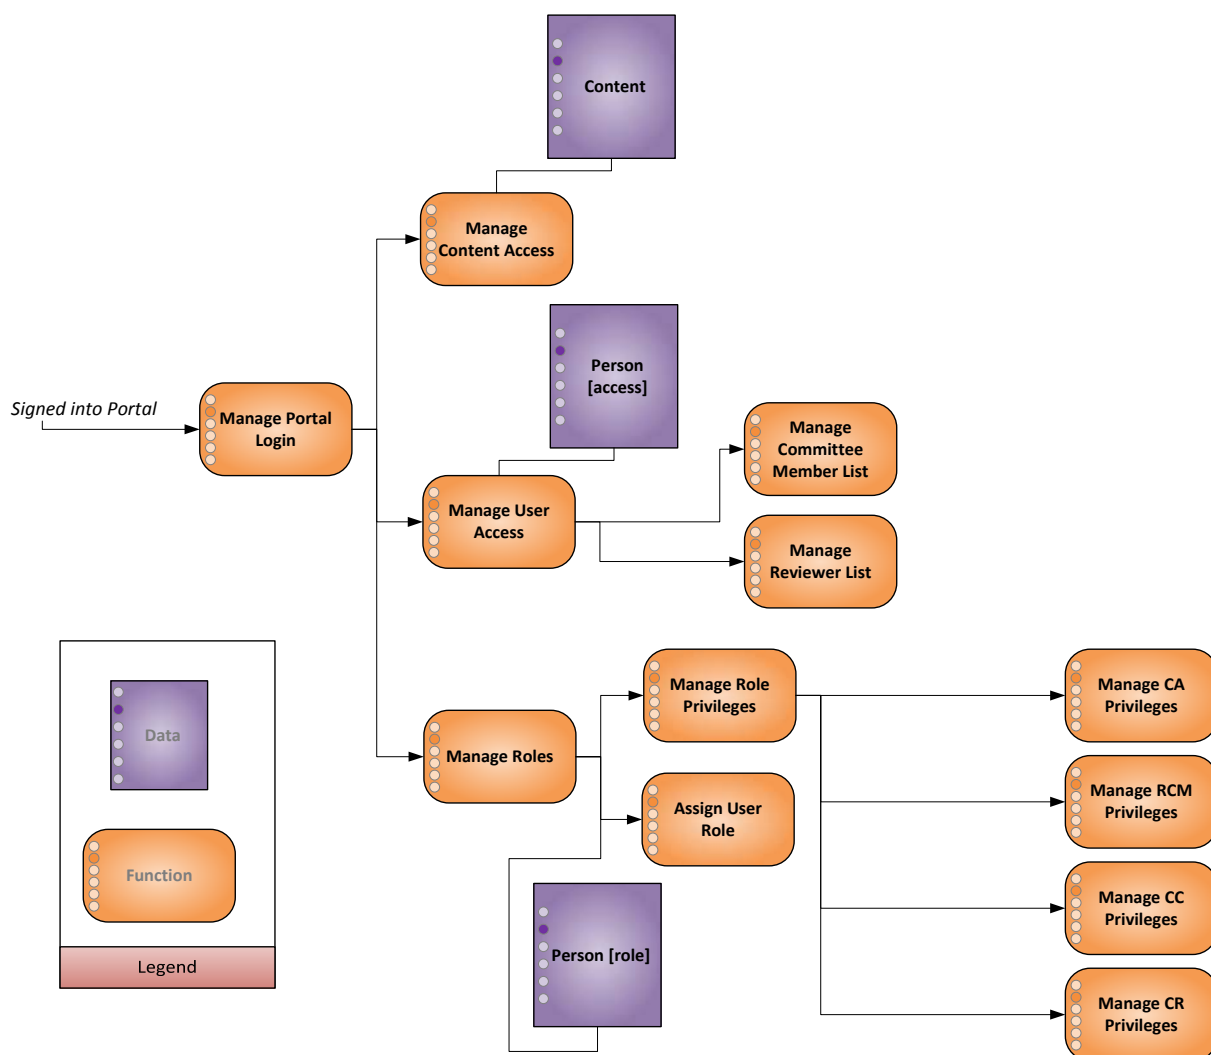 Content
Manage
Content Access
Person
[access]
Signed into Portal
Manage Portal
Login
Manage
Committee
Member List
Manage User
Access
Manage
Reviewer List
Manage Role
Privileges
Manage CA
Privileges
Data
Manage Roles
Assign User
Role
Manage RCM
Privileges
Function
Person [role]
Manage CC
Privileges
Legend
Manage CR
Privileges